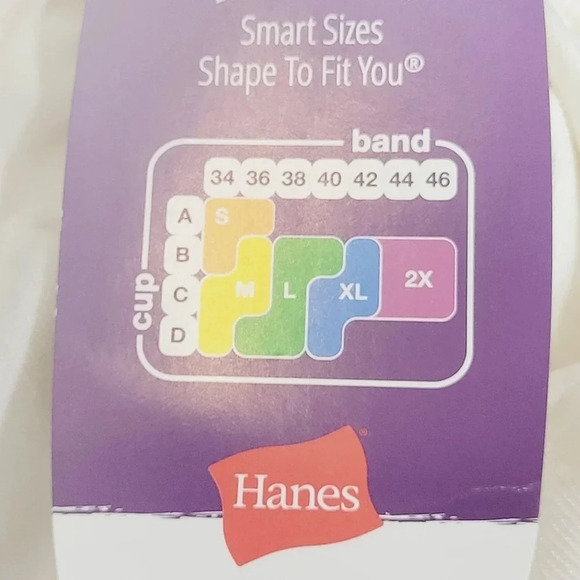 Smart Sizes
Shape To Fit You®
band
34 36 38 40 42 44 46
cup
A S
B
C M L XL 2X
D
Hanes